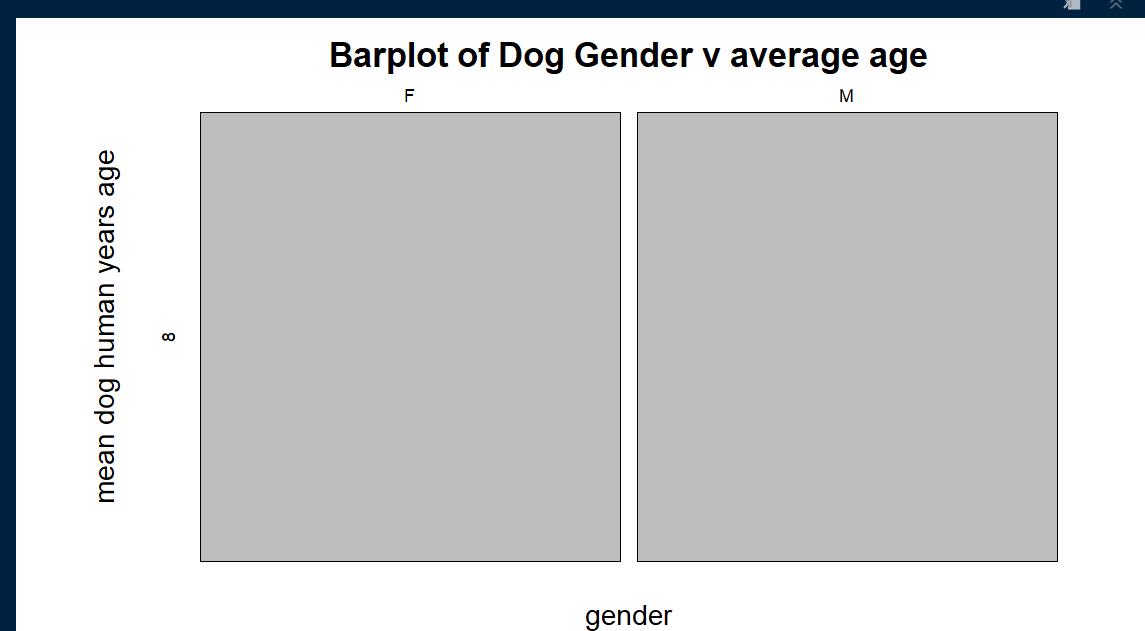 Barplot of Dog Gender v average age
F M
mean dog human years age
8
gender